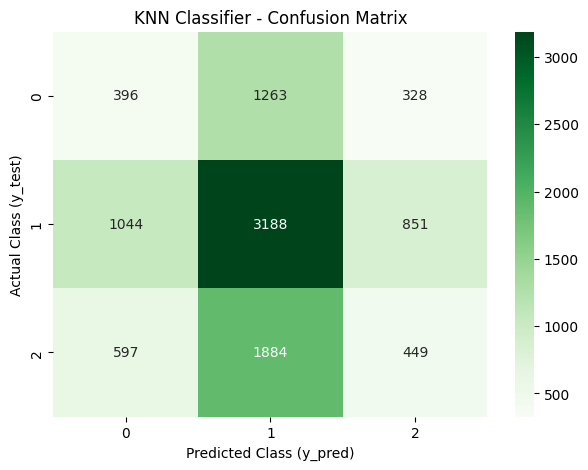 KNN Classifier - Confusion Matrix
Actual Class (y_test)
0
396 1263 328
1
1044 3188 851
2
597 1884 449
0 1 2
Predicted Class (y_pred)
3000
2500
2000
1500
1000
500